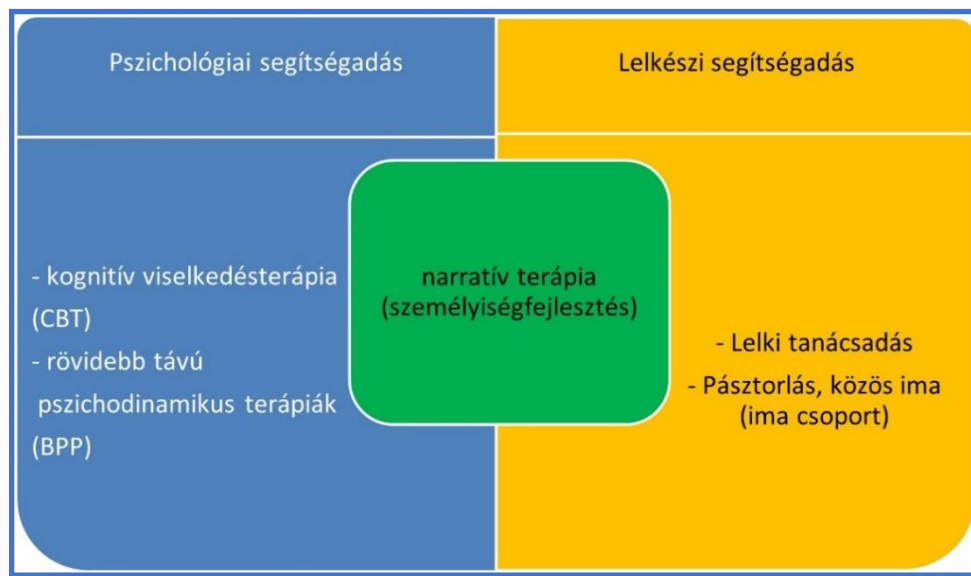 Pszichológiai segítségadás
Lelkészi segítségadás
- kognitív viselkedésterápia
(CBT)
- rövidebb távú
pszichodinamikus terápiák
(BPP)
narratív terápia
(személyiségfejlesztés)
- Lelki tanácsadás
- Pásztorlás, közös ima
(ima csoport)